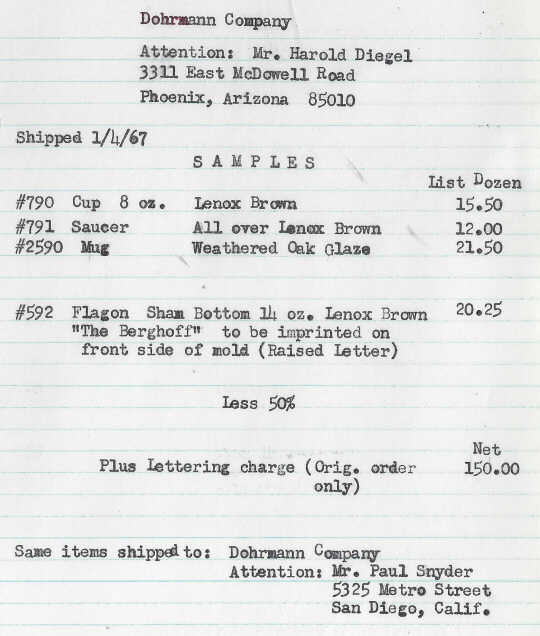 Dohrmann Company
Attention: Mr. Harold Diegel
3311 East McDowell Road
Phoenix, Arizona 85010
Shipped 1/4/67
S A M P L E S
List Dozen
#790 Cup 8 oz. Lenox Brown 15.50
#791 Saucer All over Lenox Brown 12.00
#2590 Mug Weathered Oak Glaze 21.50
#592 Flagon Sham Bottom 14 oz. Lenox Brown 20.25
"The Berghoff" to be imprinted on
front side of mold (Raised Letter)
Less 50%
Net
Plus Lettering charge (Orig. order 150.00
only)
Same items shipped to: Dohrmann Company
Attention: Mr. Paul Snyder
5325 Metro Street
San Diego, Calif.